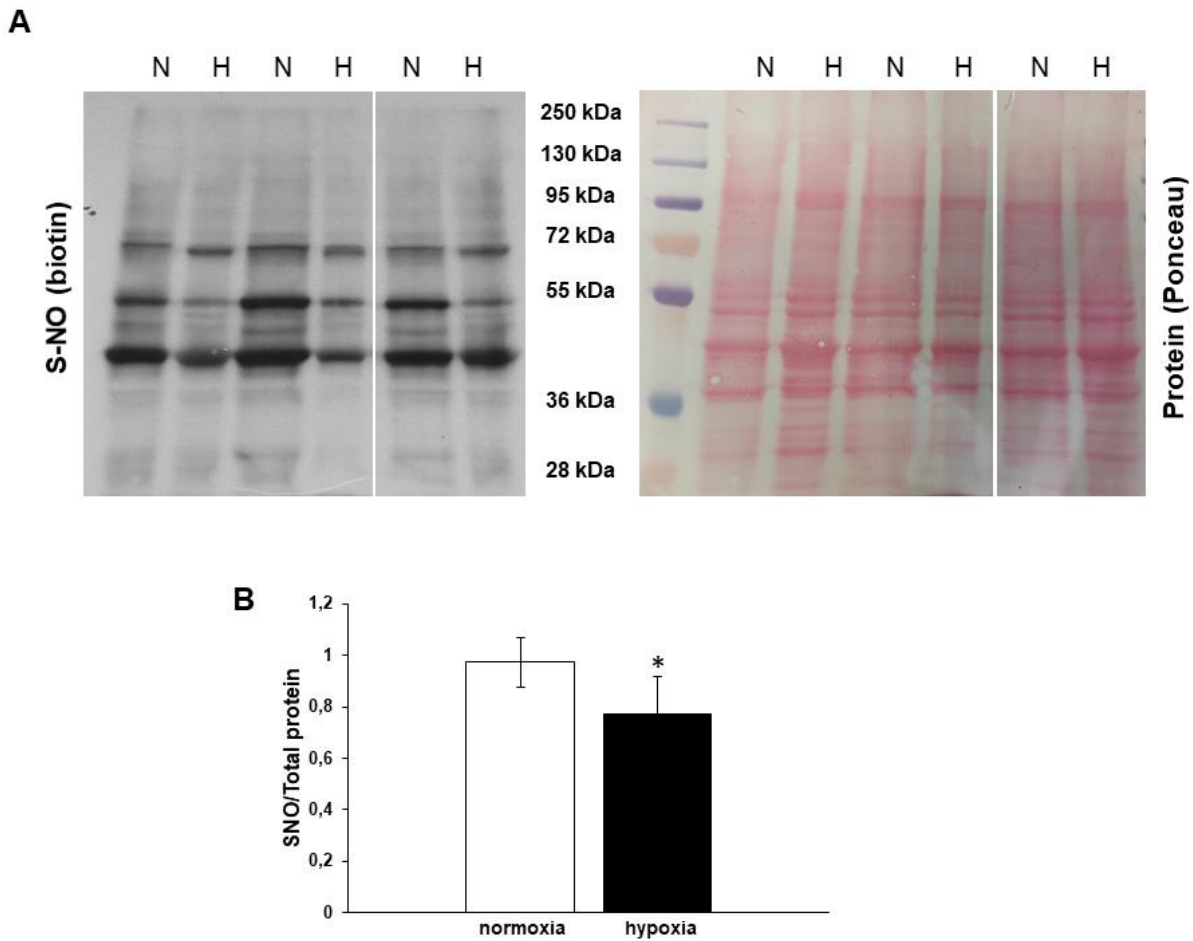 A
N H N H N H
N H N H N H
S-NO (biotin)
250 kDa
130 kDa
95 kDa
72 kDa
55 kDa
36 kDa
28 kDa
Protein (Ponceau)
B
SNO/Total protein
1,2
1
0,8
0,6
0,4
0,2
0
*
normoxia hypoxia